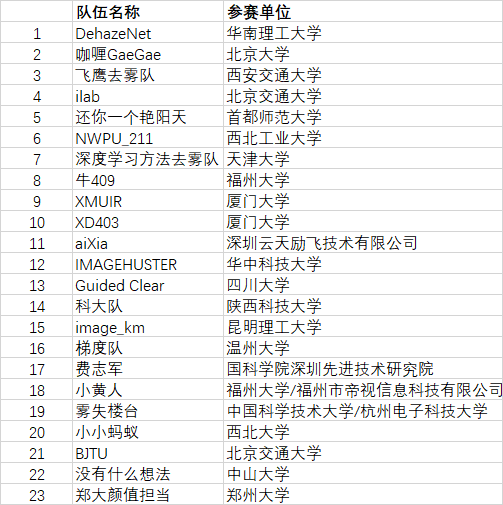 队伍名称 参赛单位
1 DehazeNet 华南理工大学
2 咖喱GaeGae 北京大学
3 飞鹰去雾队 西安交通大学
4 ilab 北京交通大学
5 还你一个艳阳天 首都师范大学
6 NWPU_211 西北工业大学
7 深度学习方法去雾队 天津大学
8 牛409 福州大学
9 XMUIR 厦门大学
10 XD403 厦门大学
11 aiXia 深圳云天励飞技术有限公司
12 IMAGEHUSTER 华中科技大学
13 Guided Clear 四川大学
14 科大队 陕西科技大学
15 image_km 昆明理工大学
16 梯度队 温州大学
17 费志军 国科学院深圳先进技术研究院
18 小黄人 福州大学/福州市帝视信息科技有限公司
19 雾失楼台 中国科学技术大学/杭州电子科技大学
20 小小蚂蚁 西北大学
21 BJTU 北京交通大学
22 没有什么想法 中山大学
23 郑大颜值担当 郑州大学